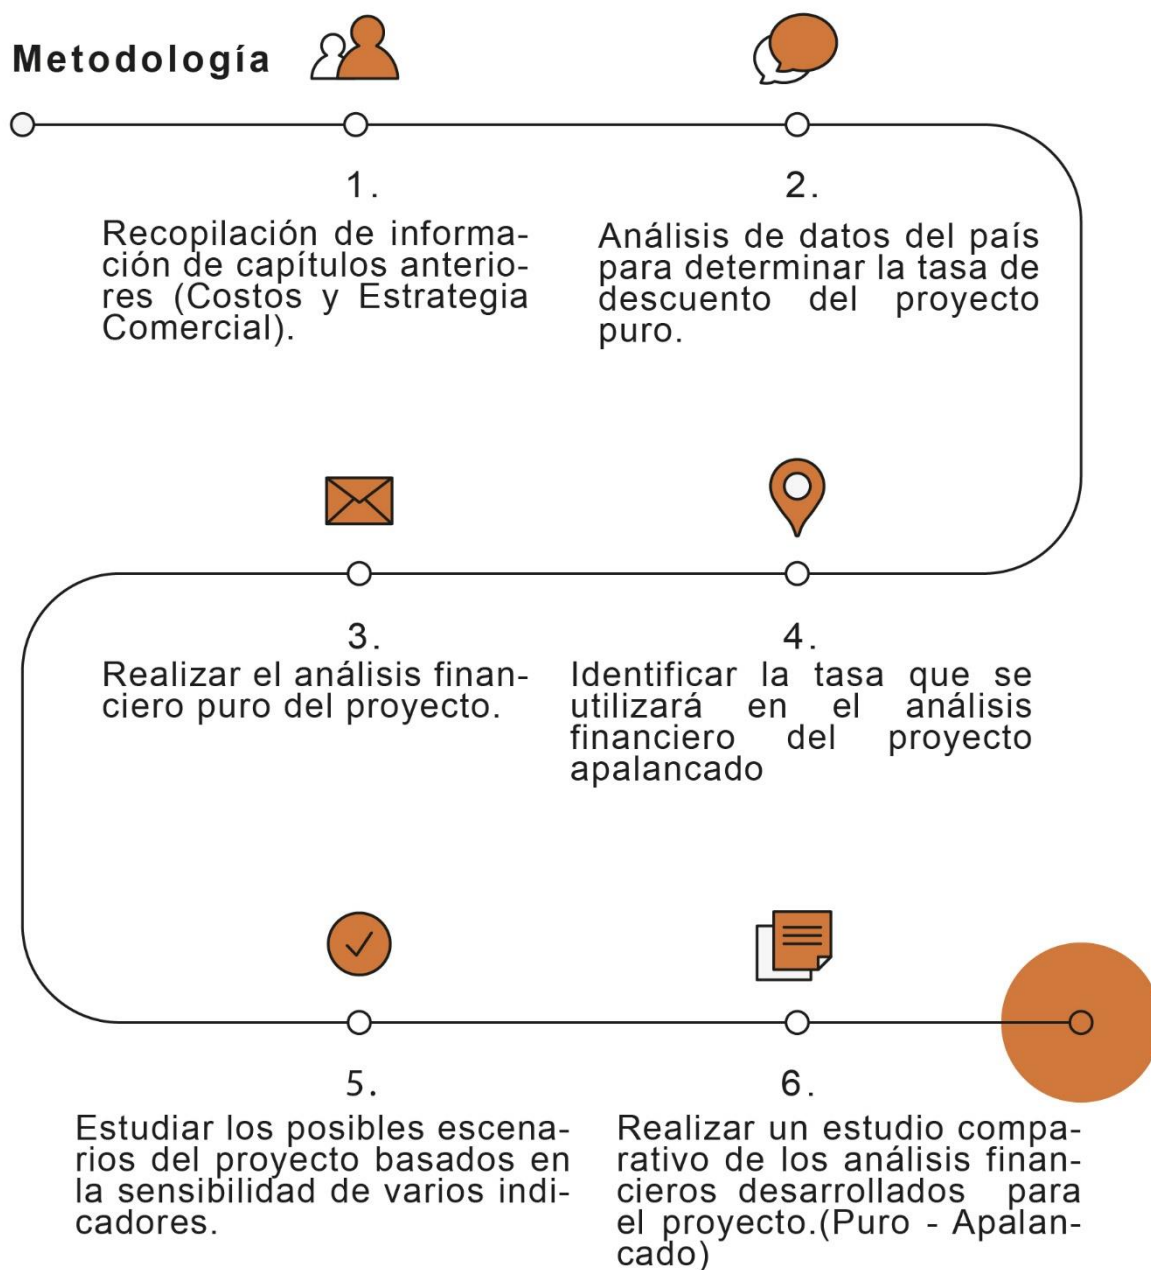 Metodología
1.
Recopilación de informa-
ción de capítulos anterio-
res (Costos y Estrategia
Comercial).
2.
Análisis de datos del país
para determinar la tasa de
descuento del proyecto
puro.
3.
Realizar el análisis finan-
ciero puro del proyecto.
4.
Identificar la tasa que se
utilizará en el análisis
financiero del proyecto
apalancado
5.
Estudiar los posibles escena-
rios del proyecto basados en
la sensibilidad de varios indi-
cadores.
6.
Realizar un estudio compa-
rativo de los análisis finan-
cieros desarrollados para
el proyecto.(Puro - Apalan-
cado)